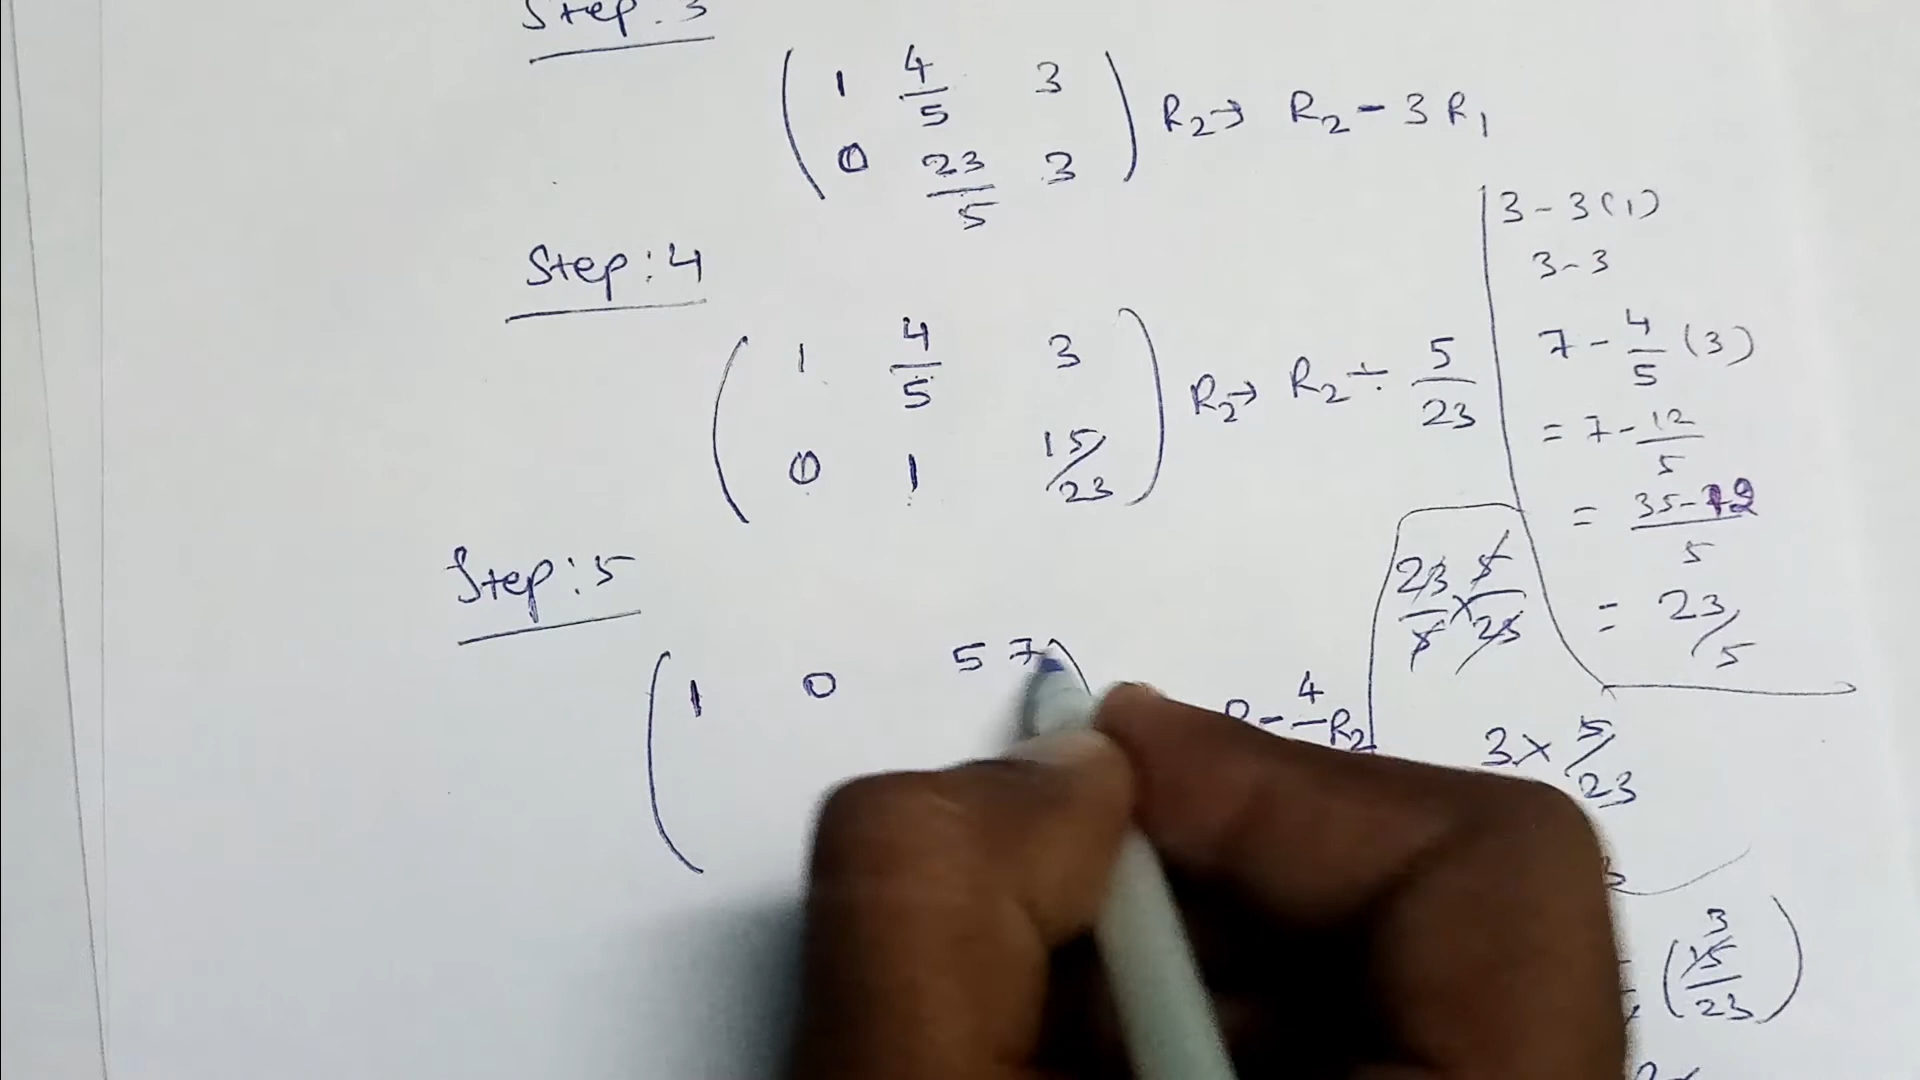 Step. 3
1 4/5 3
0 23/5 3
R₂→ R₂ - 3 R₁
3 - 3(1)
3 - 3
7 - 4/5 (3)
= 7 - 12/5
= 35-12/5
= 23/5
Step: 4
1 4/5 3
0 1 15/23
R₂→ R₂ ÷ 5/23
23/5 × 5/23
3 × 5/23
Step: 5
1 0 57
- 4 R₂
(15/23) 3